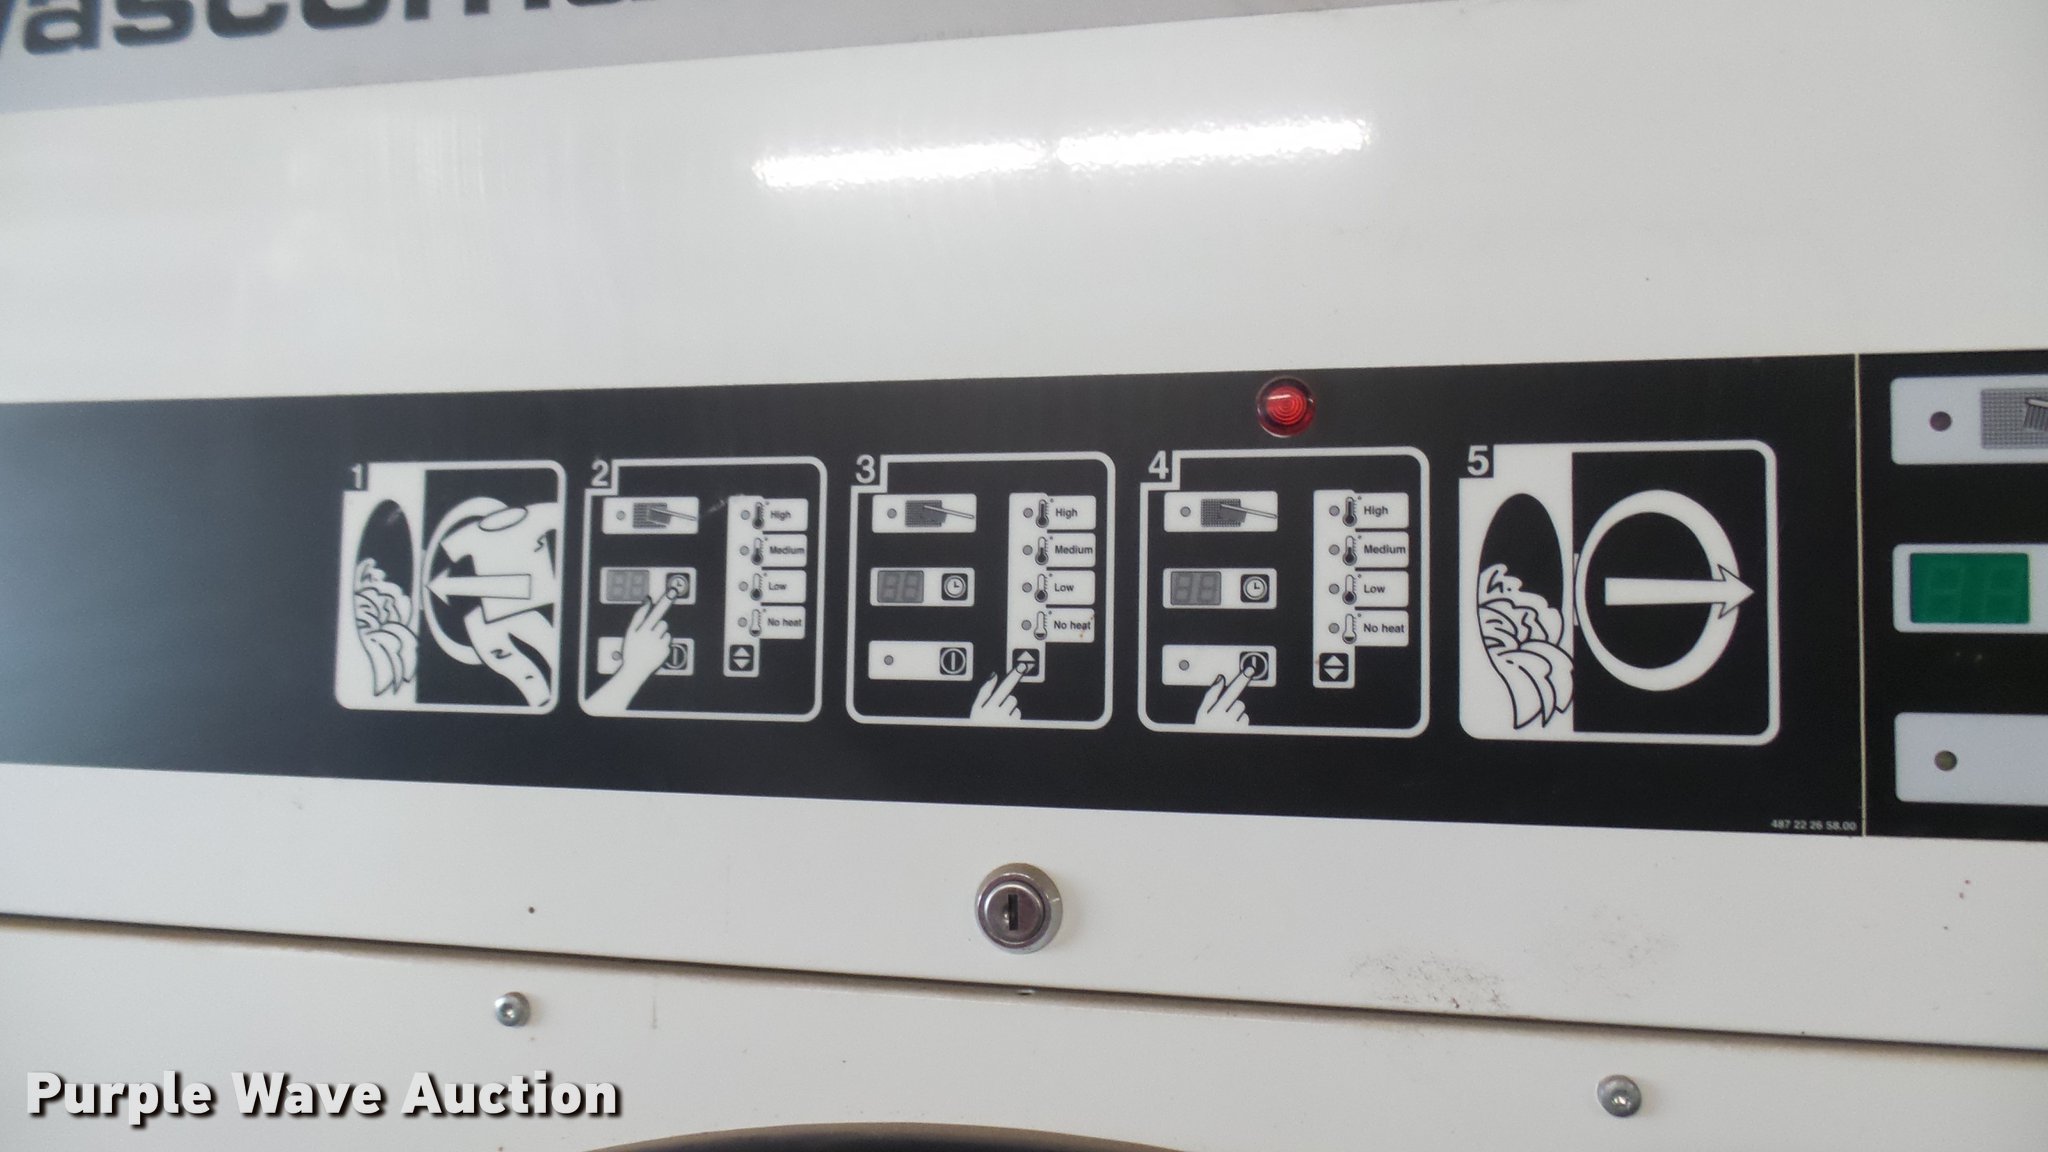 1
2
High
Medium
Low
No heat
3
High
Medium
Low
No heat
4
High
Medium
Low
No heat
5
487 22 26 58.00
Purple Wave Auction